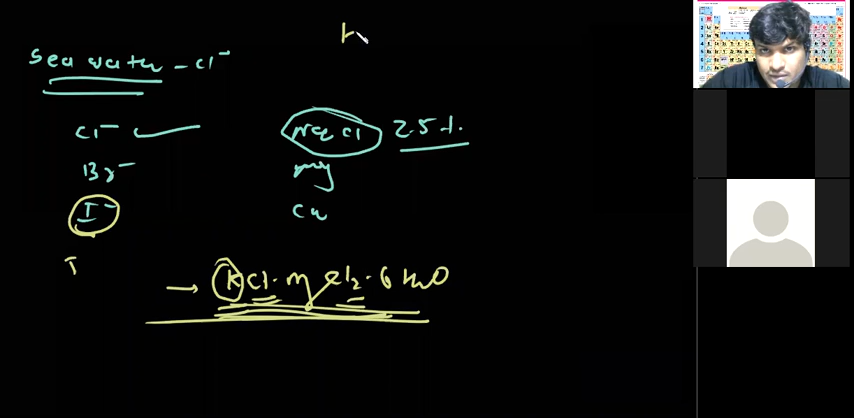 Sea water - Cl⁻
Cl⁻
NaCl 2.5%
Br⁻
Mg
I⁻
Ca
I
→ KCl·MgCl₂·6H₂O